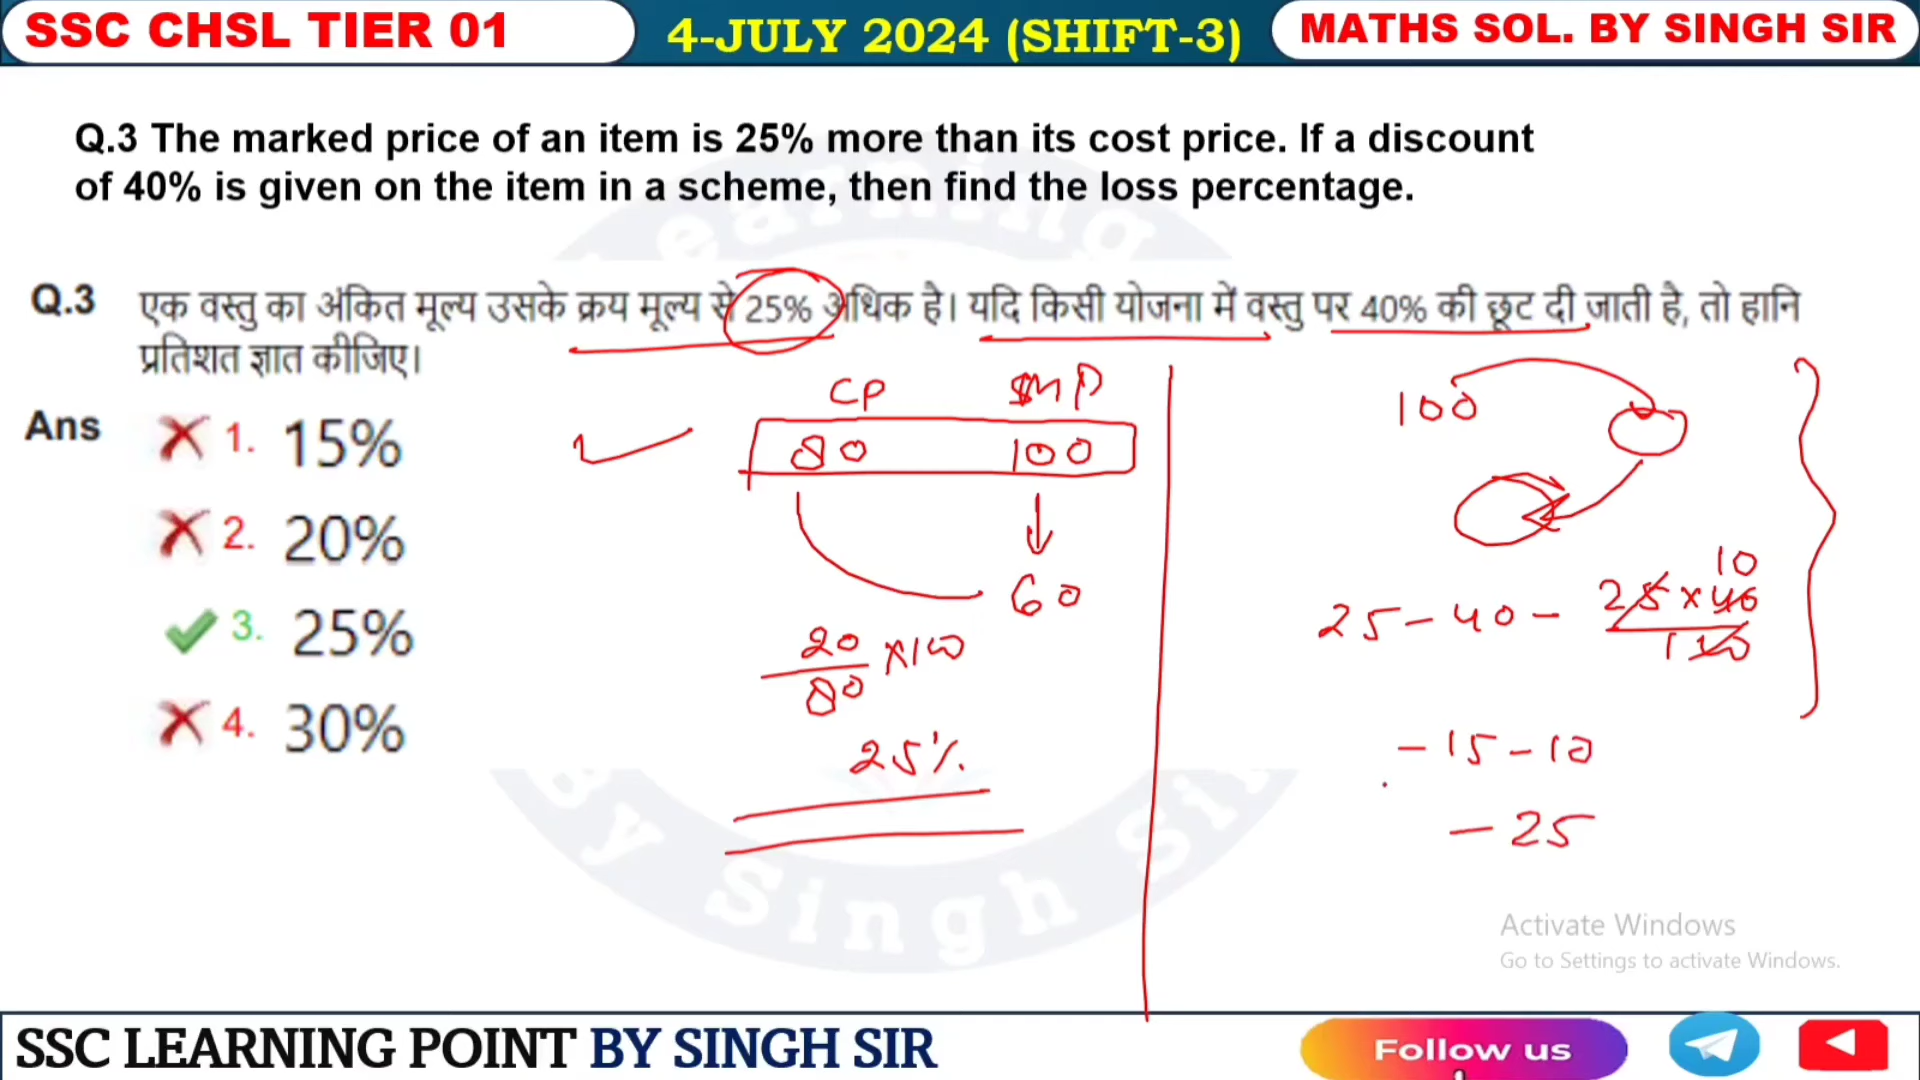 SSC CHSL TIER 01
4-JULY 2024 (SHIFT-3)
MATHS SOL. BY SINGH SIR
Q.3 The marked price of an item is 25% more than its cost price. If a discount
of 40% is given on the item in a scheme, then find the loss percentage.
Q.3 एक वस्तु का अंकित मूल्य उसके क्रय मूल्य से 25% अधिक है। यदि किसी योजना में वस्तु पर 40% की छूट दी जाती है, तो हानि
प्रतिशत ज्ञात कीजिए।
Ans
1. 15%
2. 20%
3. 25%
4. 30%
CP MP
80 100
60
20/80 ×100
25%
100
10
25-40- 25×40/100
-15-10
-25
Learning
By Singh Sir
Activate Windows
Go to Settings to activate Windows.
SSC LEARNING POINT BY SINGH SIR
Follow us